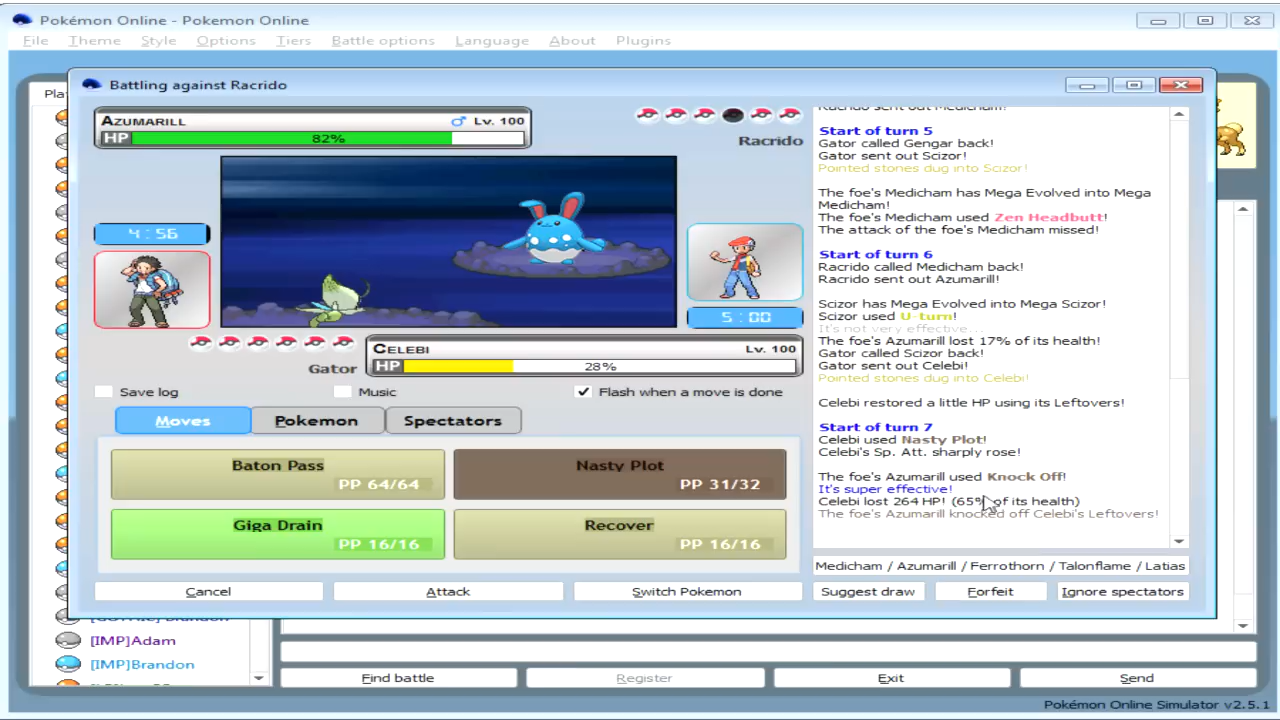 Pokémon Online - Pokemon Online
File Theme Style Options Tiers Battle options Language About Plugins
Battling against Racrido
AZUMARILL ♂ Lv. 100
HP 82%
Racrido
4:56
5:00
CELEBI Lv. 100
HP 28%
Gator
Save log Music Flash when a move is done
Moves Pokemon Spectators
Baton Pass
PP 64/64
Nasty Plot
PP 31/32
Giga Drain
PP 16/16
Recover
PP 16/16
Cancel Attack Switch Pokemon
Racrido sent out Medicham!
Start of turn 5
Gator called Gengar back!
Gator sent out Scizor!
Pointed stones dug into Scizor!
The foe's Medicham has Mega Evolved into Mega
Medicham!
The foe's Medicham used Zen Headbutt!
The attack of the foe's Medicham missed!
Start of turn 6
Racrido called Medicham back!
Racrido sent out Azumarill!
Scizor has Mega Evolved into Mega Scizor!
Scizor used U-turn!
It's not very effective...
The foe's Azumarill lost 17% of its health!
Gator called Scizor back!
Gator sent out Celebi!
Pointed stones dug into Celebi!
Celebi restored a little HP using its Leftovers!
Start of turn 7
Celebi used Nasty Plot!
Celebi's Sp. Att. sharply rose!
The foe's Azumarill used Knock Off!
It's super effective!
Celebi lost 264 HP! (65% of its health)
The foe's Azumarill knocked off Celebi's Leftovers!
Medicham / Azumarill / Ferrothorn / Talonflame / Latias
Suggest draw Forfeit Ignore spectators
[IMP]Adam
[IMP]Brandon
Find battle Register Exit Send
Pokémon Online Simulator v2.5.1